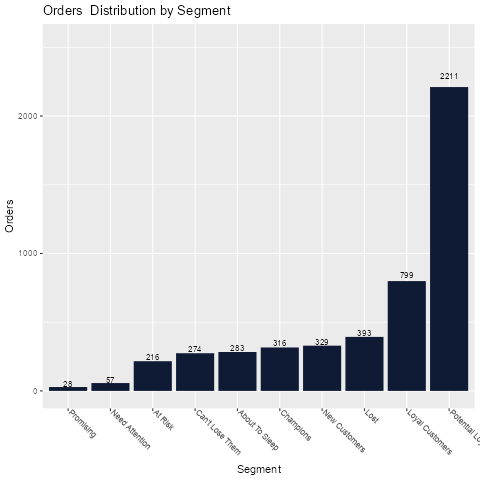 Orders  Distribution by Segment
2211
2000
Orders
1000
799
393
329
316
283
274
216
57
28
0
Promising
Need Attention
At Risk
Can't Lose Them
About To Sleep
Champions
New Customers
Lost
Loyal Customers
Potential
Segment